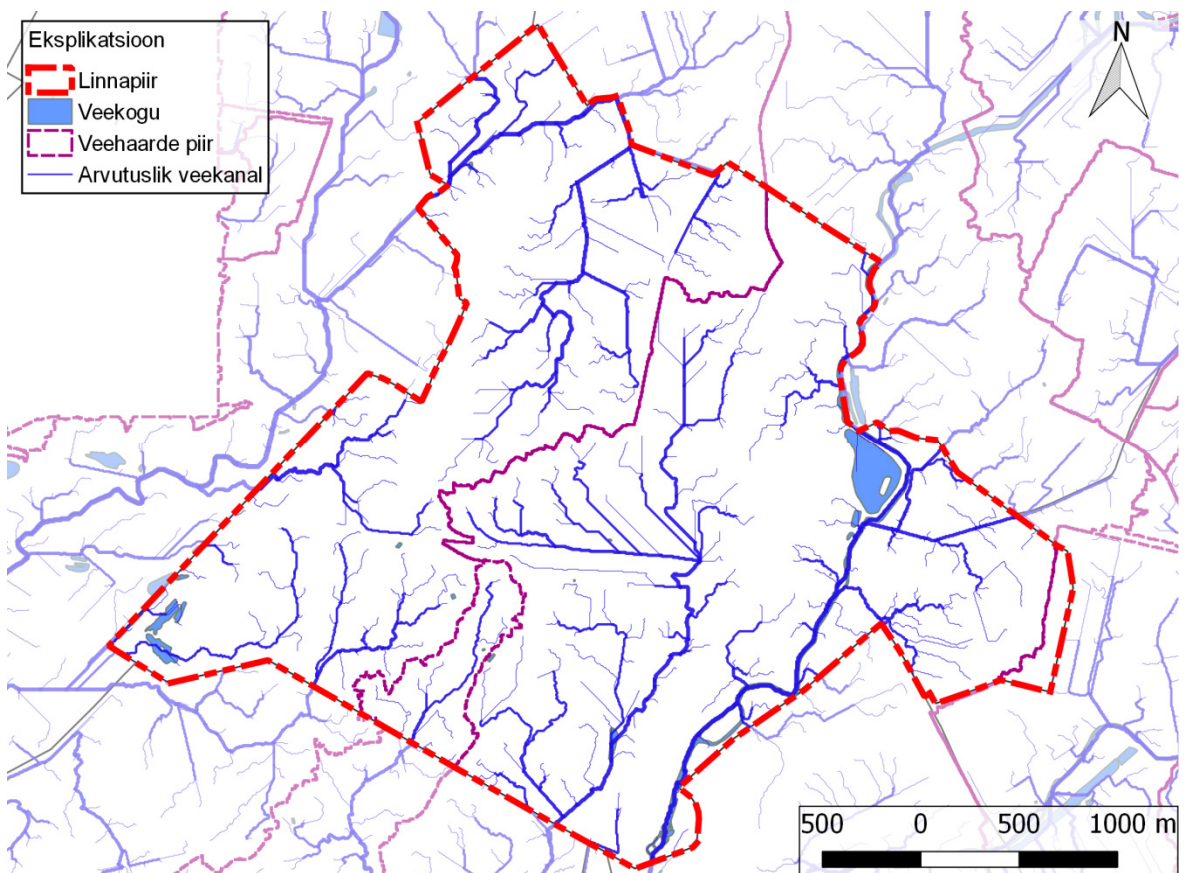 Eksplikatsioon
Linnapiir
Veekogu
Veehaarde piir
Arvutuslik veekanal
N
500 0 500 1000 m